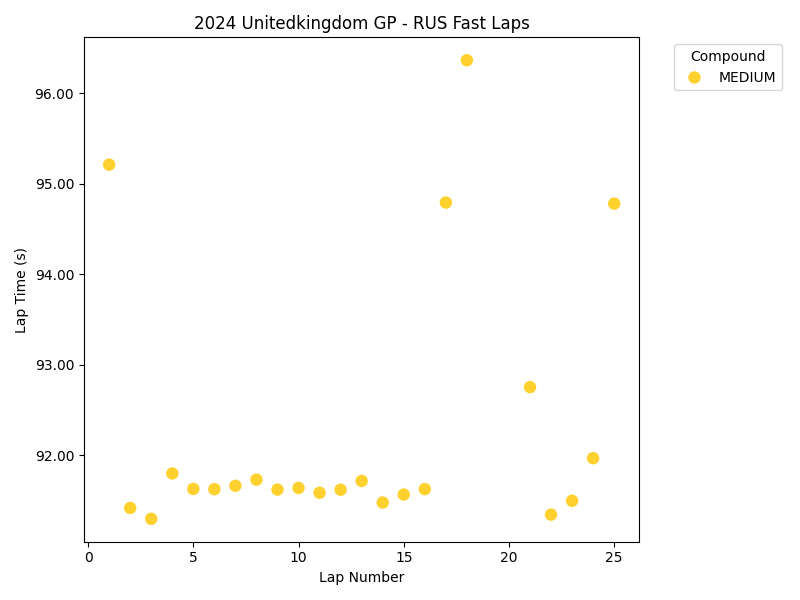 2024 Unitedkingdom GP - RUS Fast Laps
Compound
MEDIUM
96.00
95.00
94.00
93.00
92.00
Lap Time (s)
0 5 10 15 20 25
Lap Number